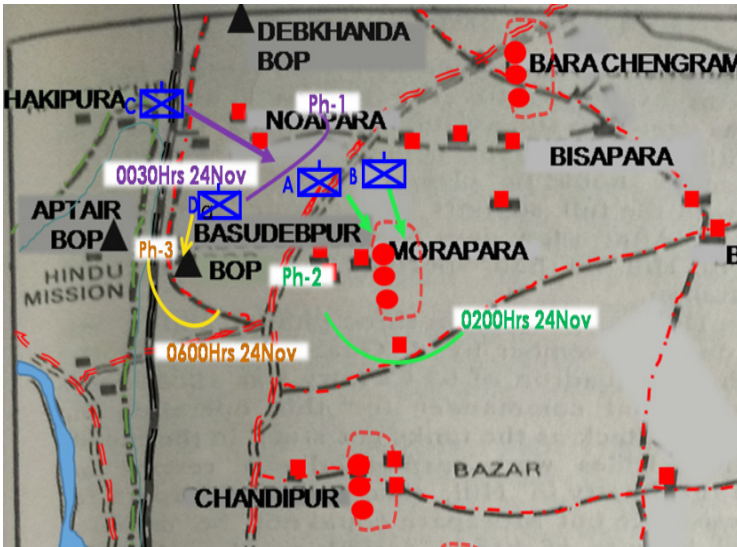 DEBKHANDA
BOP
BARA CHENGRAM
HAKIPURA
C
Ph-1
NOAPARA
BISAPARA
0030Hrs 24Nov
A
B
D
APTAIR
BOP
BASUDEBPUR
BOP
MORAPARA
B
Ph-3
HINDU
MISSION
Ph-2
0200Hrs 24Nov
0600Hrs 24Nov
BAZAR
CHANDIPUR